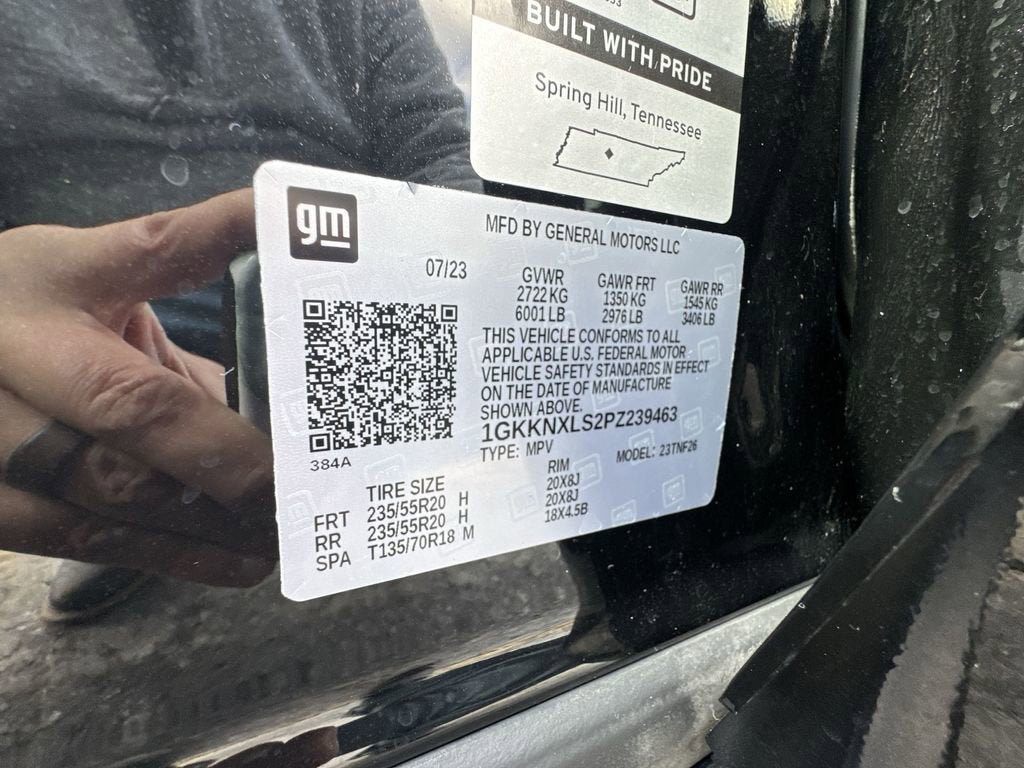 BUILT WITH PRIDE
Spring Hill, Tennessee
gm
MFD BY GENERAL MOTORS LLC
07/23
GVWR GAWR FRT GAWR RR
2722 KG 1350 KG 1545 KG
6001 LB 2976 LB 3406 LB
THIS VEHICLE CONFORMS TO ALL
APPLICABLE U.S. FEDERAL MOTOR
VEHICLE SAFETY STANDARDS IN EFFECT
ON THE DATE OF MANUFACTURE
SHOWN ABOVE.
1GKKNXLS2PZ239463
TYPE: MPV MODEL: 23TNF26
384A
TIRE SIZE RIM
FRT 235/55R20 H 20X8J
RR 235/55R20 H 20X8J
SPA T135/70R18 M 18X4.5B